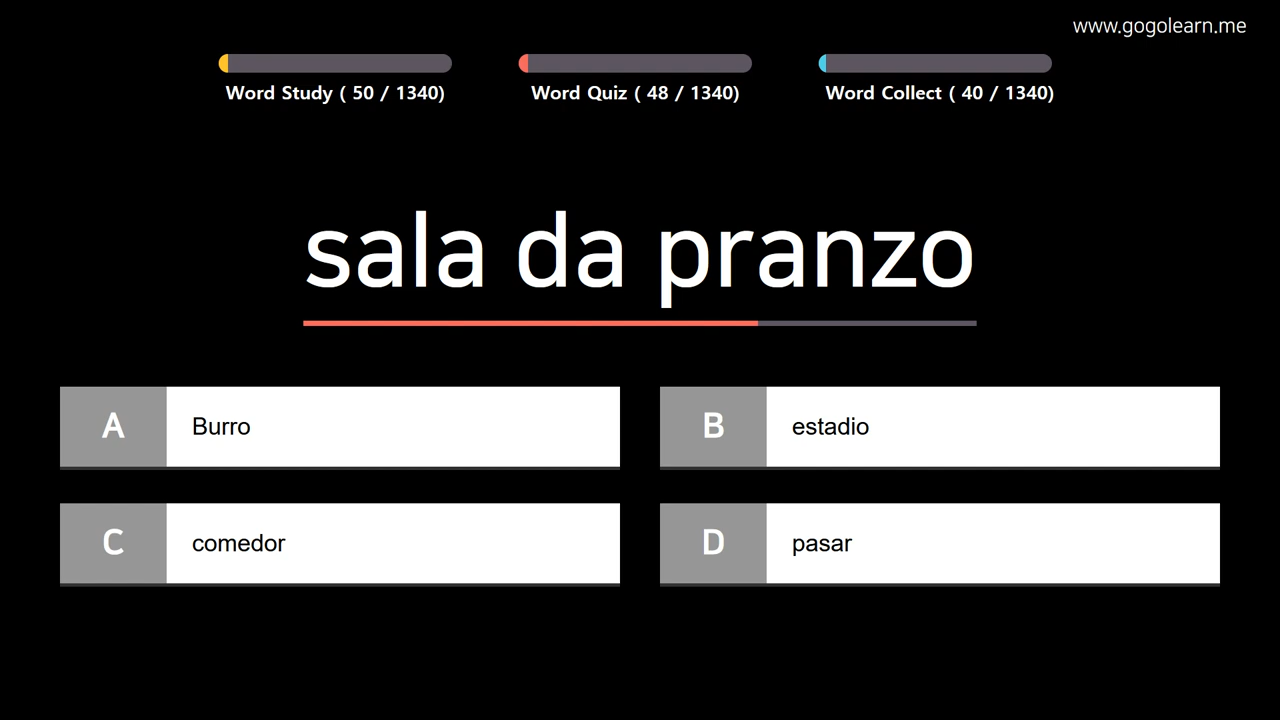 www.gogolearn.me
Word Study ( 50 / 1340)
Word Quiz ( 48 / 1340)
Word Collect ( 40 / 1340)
sala da pranzo
A
Burro
B
estadio
C
comedor
D
pasar